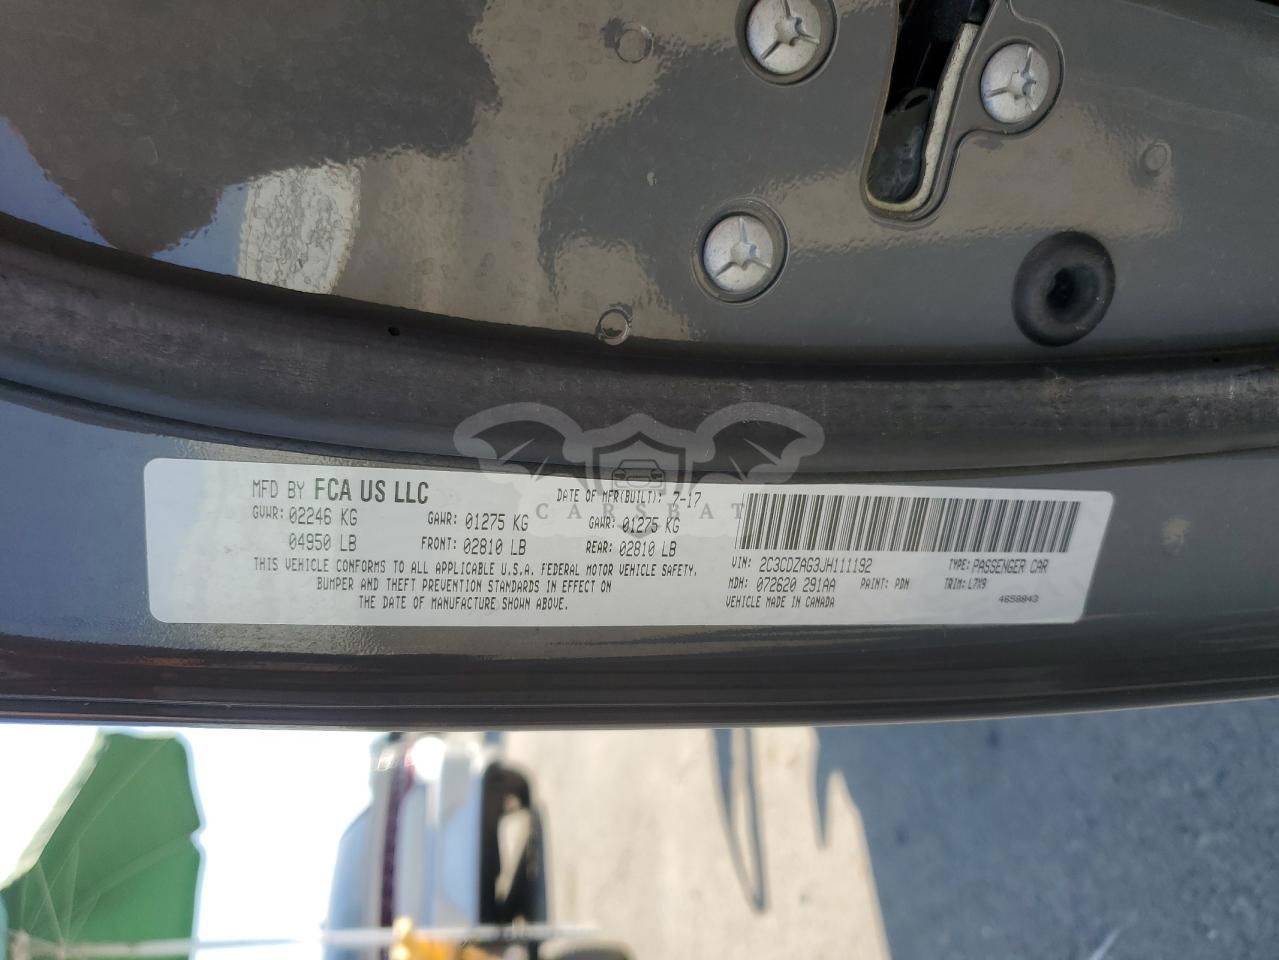 MFD BY FCA US LLC DATE OF MFR(BUILT): 7-17
GVWR: 02246 KG GAWR: 01275 KG GAWR: 01275 KG
04950 LB FRONT: 02810 LB REAR: 02810 LB
THIS VEHICLE CONFORMS TO ALL APPLICABLE U.S.A. FEDERAL MOTOR VEHICLE SAFETY,
BUMPER AND THEFT PREVENTION STANDARDS IN EFFECT ON
THE DATE OF MANUFACTURE SHOWN ABOVE.
VIN: 2C3CDZAG3JH111192 TYPE: PASSENGER CAR
MDH: 072620 291AA PAINT: PDN TRIM: L7X9
VEHICLE MADE IN CANADA 4658843
CARSBAT